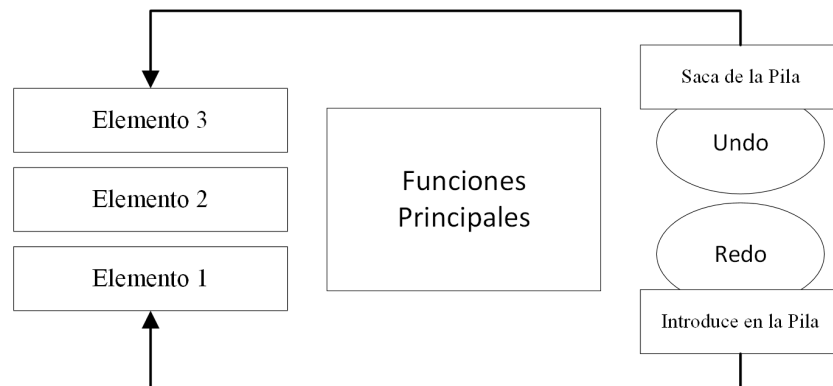 Elemento 3
Elemento 2
Elemento 1
Funciones
Principales
Saca de la Pila
Undo
Redo
Introduce en la Pila